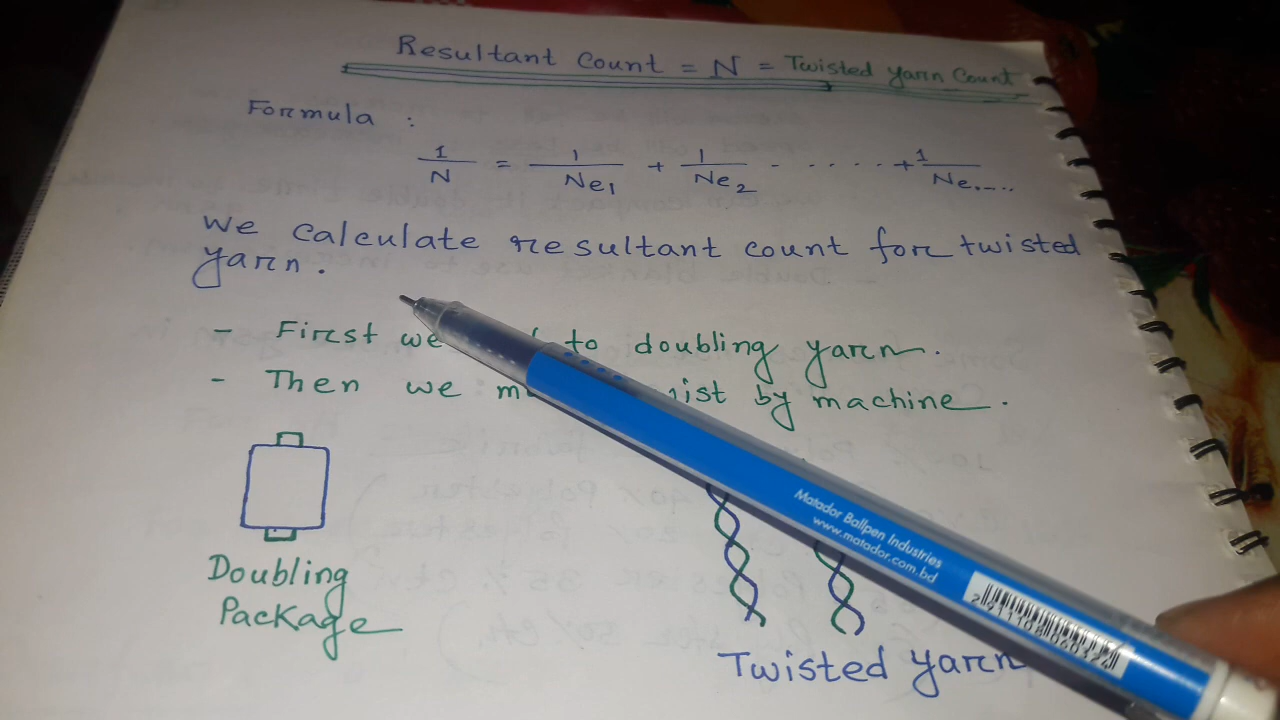 Resultant Count = N = Twisted yarn Count
Formula :
1/N = 1/Ne1 + 1/Ne2 - ..... + 1/Ne.....
We calculate resultant count for twisted
yarn.
- First we to doubling yarn.
- Then we by machine.
Doubling
Package
Twisted yarn
Matador Ballpen Industries
www.matador.com.bd